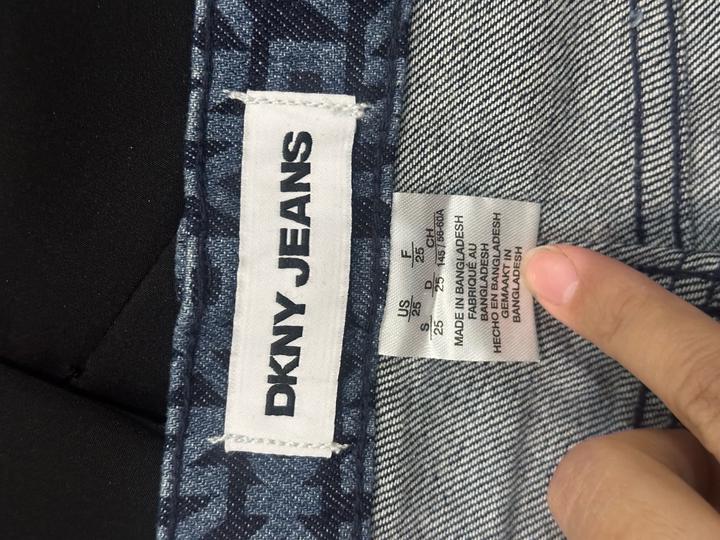 DKNY JEANS
US F
25 25
S D CH
25 25 145 / 56-60A
MADE IN BANGLADESH
FABRIQUÉ AU
BANGLADESH
HECHO EN BANGLADESH
GEMAAKT IN
BANGLADESH